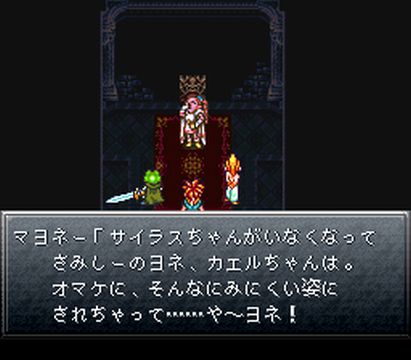 マヨネー「サイラスちゃんがいなくなって
さみしーのヨネ、カエルちゃんは。
オマケに、そんなにみにくい姿に
されちゃって……や〜ヨネ！